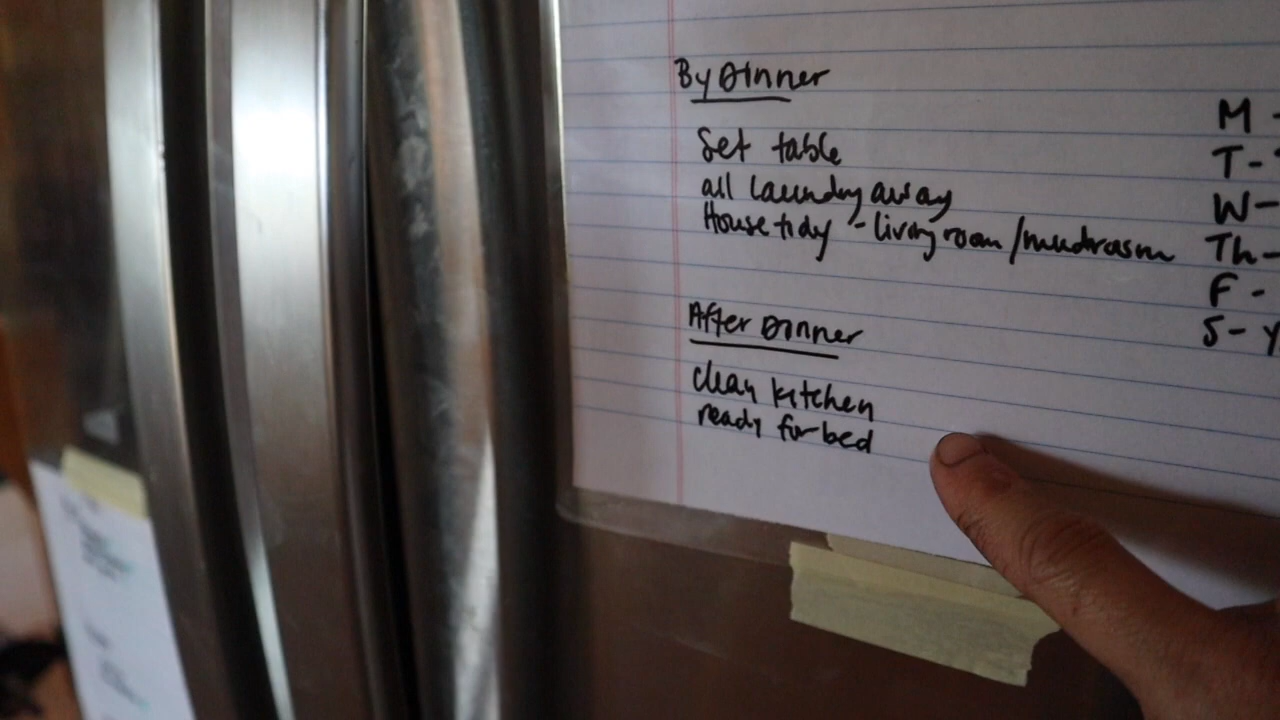 By Dinner
Set table
all laundry away
House tidy - living room / mudroom
After Dinner
clean kitchen
ready for bed
M -
T -
W -
Th -
F -
S - y